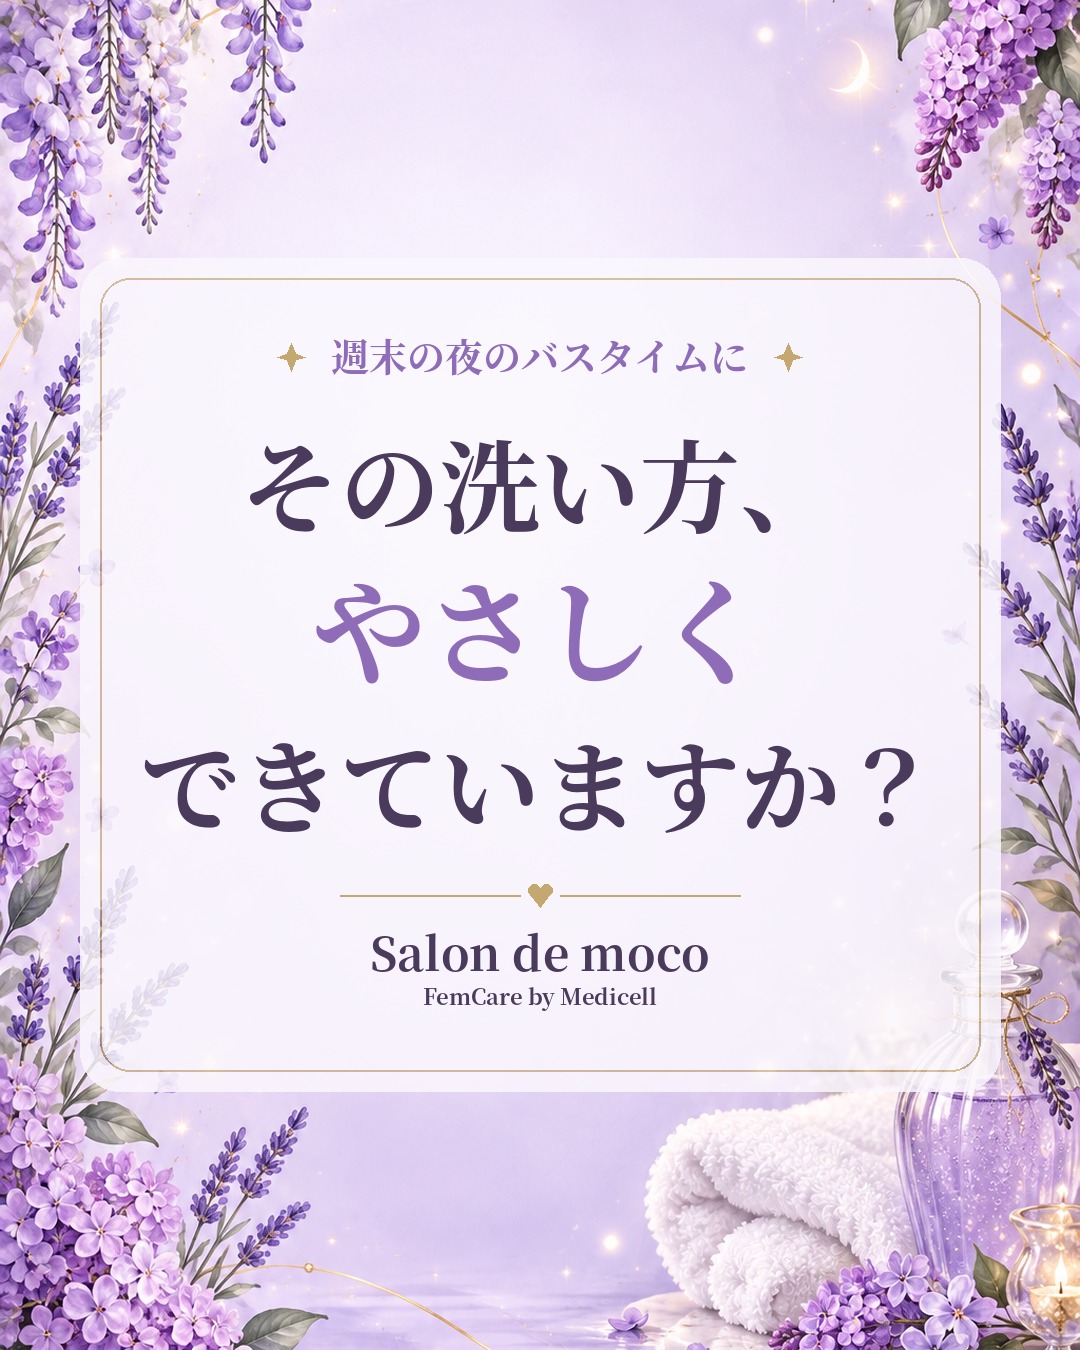 週末の夜のバスタイムに
その洗い方、
やさしく
できていますか？
Salon de moco
FemCare by Medicell